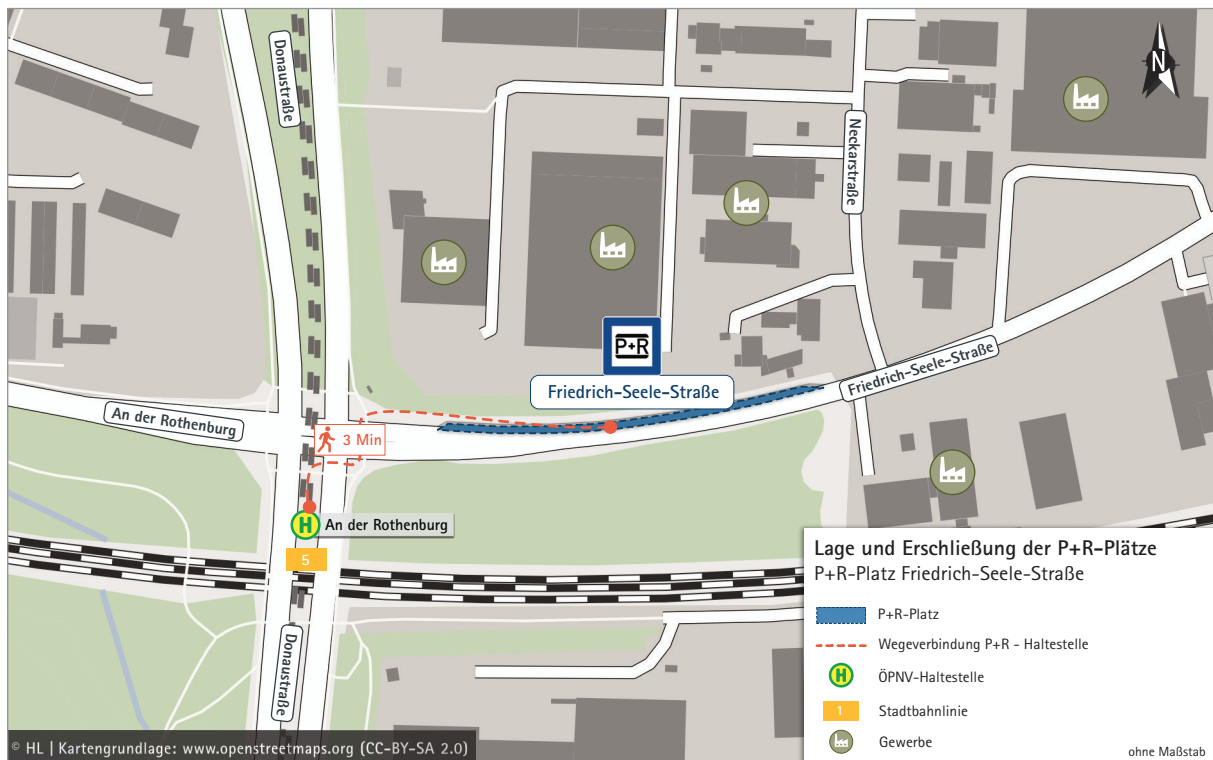 Donaustraße
N
Neckarstraße
P+R
Friedrich-Seele-Straße
Friedrich-Seele-Straße
An der Rothenburg
3 Min
H
An der Rothenburg
5
Donaustraße
Lage und Erschließung der P+R-Plätze
P+R-Platz Friedrich-Seele-Straße
P+R-Platz
Wegeverbindung P+R - Haltestelle
H
ÖPNV-Haltestelle
1
Stadtbahnlinie
Gewerbe
ohne Maßstab
© HL | Kartengrundlage: www.openstreetmaps.org (CC-BY-SA 2.0)